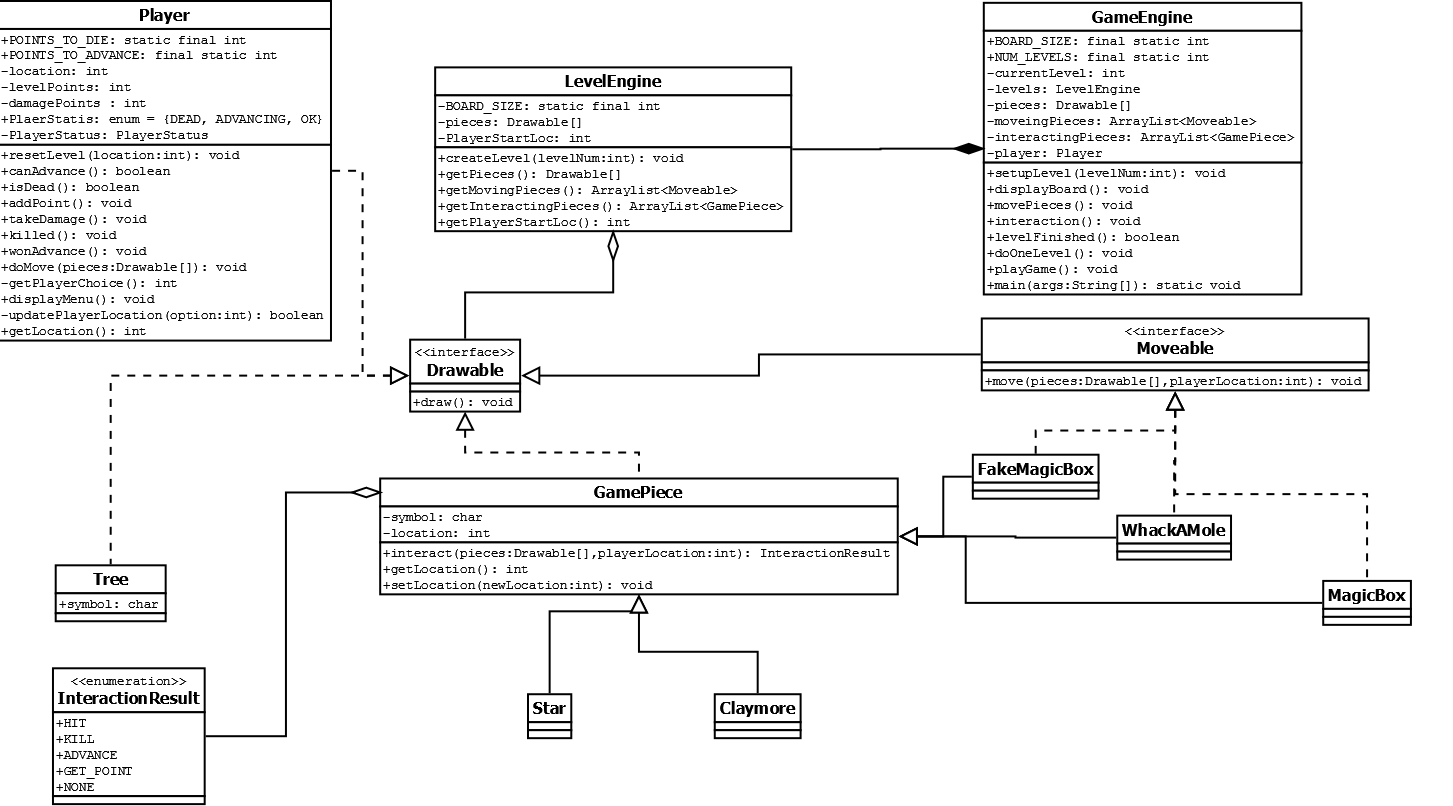 Player
+POINTS_TO_DIE: static final int
+POINTS_TO_ADVANCE: final static int
-location: int
-levelPoints: int
-damagePoints : int
+PlaerStatis: enum = {DEAD, ADVANCING, OK}
-PlayerStatus: PlayerStatus
+resetLevel(location:int): void
+canAdvance(): boolean
+isDead(): boolean
+addPoint(): void
+takeDamage(): void
+killed(): void
+wonAdvance(): void
+doMove(pieces:Drawable[]): void
-getPlayerChoice(): int
+displayMenu(): void
-updatePlayerLocation(option:int): boolean
+getLocation(): int
LevelEngine
-BOARD_SIZE: static final int
-pieces: Drawable[]
-PlayerStartLoc: int
+createLevel(levelNum:int): void
+getPieces(): Drawable[]
+getMovingPieces(): Arraylist<Moveable>
+getInteractingPieces(): ArrayList<GamePiece>
+getPlayerStartLoc(): int
GameEngine
+BOARD_SIZE: final static int
+NUM_LEVELS: final static int
-currentLevel: int
-levels: LevelEngine
-pieces: Drawable[]
-moveingPieces: ArrayList<Moveable>
-interactingPieces: ArrayList<GamePiece>
-player: Player
+setupLevel(levelNum:int): void
+displayBoard(): void
+movePieces(): void
+interaction(): void
+levelFinished(): boolean
+doOneLevel(): void
+playGame(): void
+main(args:String[]): static void
<<interface>>
Drawable
+draw(): void
<<interface>>
Moveable
+move(pieces:Drawable[],playerLocation:int): void
GamePiece
-symbol: char
-location: int
+interact(pieces:Drawable[],playerLocation:int): InteractionResult
+getLocation(): int
+setLocation(newLocation:int): void
FakeMagicBox
WhackAMole
MagicBox
Tree
+symbol: char
<<enumeration>>
InteractionResult
+HIT
+KILL
+ADVANCE
+GET_POINT
+NONE
Star
Claymore